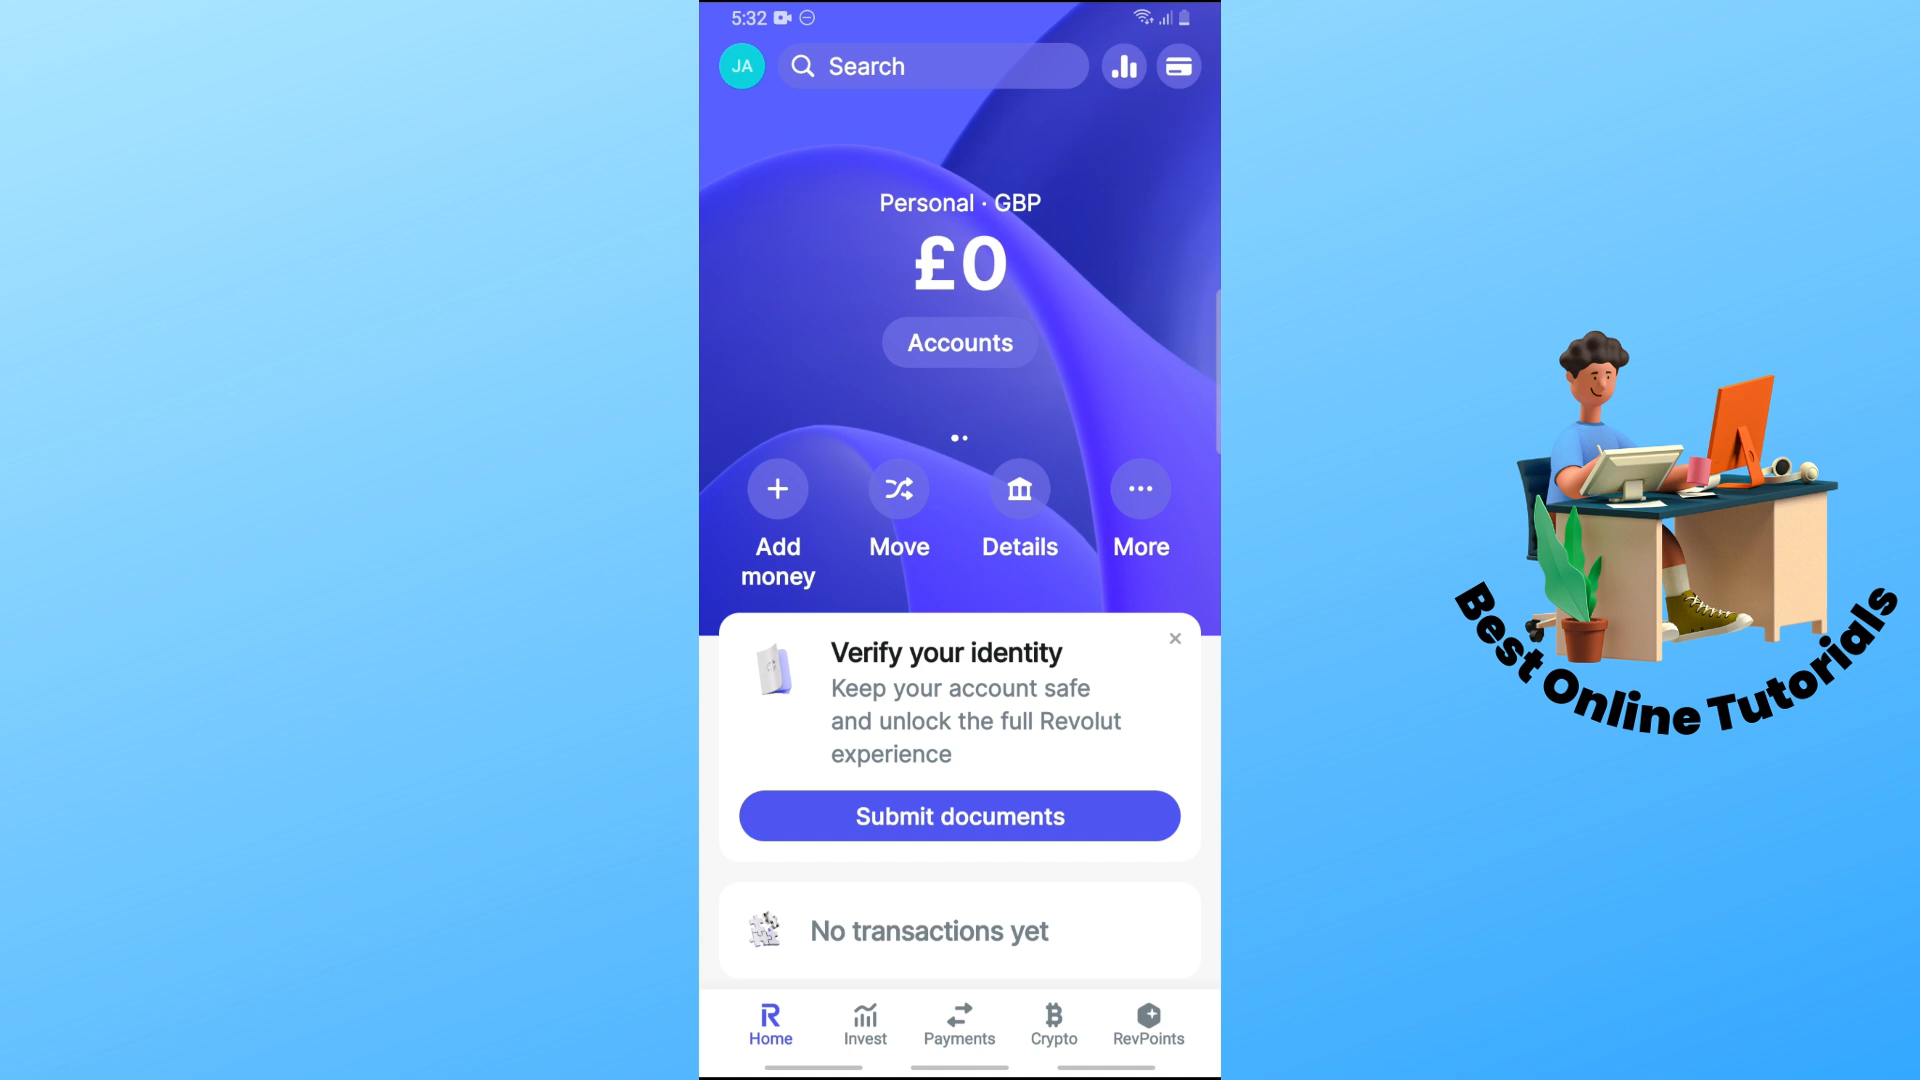 5:32
JA
Search
Personal · GBP
£0
Accounts
Add money
Move
Details
More
Verify your identity
Keep your account safe
and unlock the full Revolut
experience
Submit documents
No transactions yet
Home
Invest
Payments
Crypto
RevPoints
Best Online Tutorials